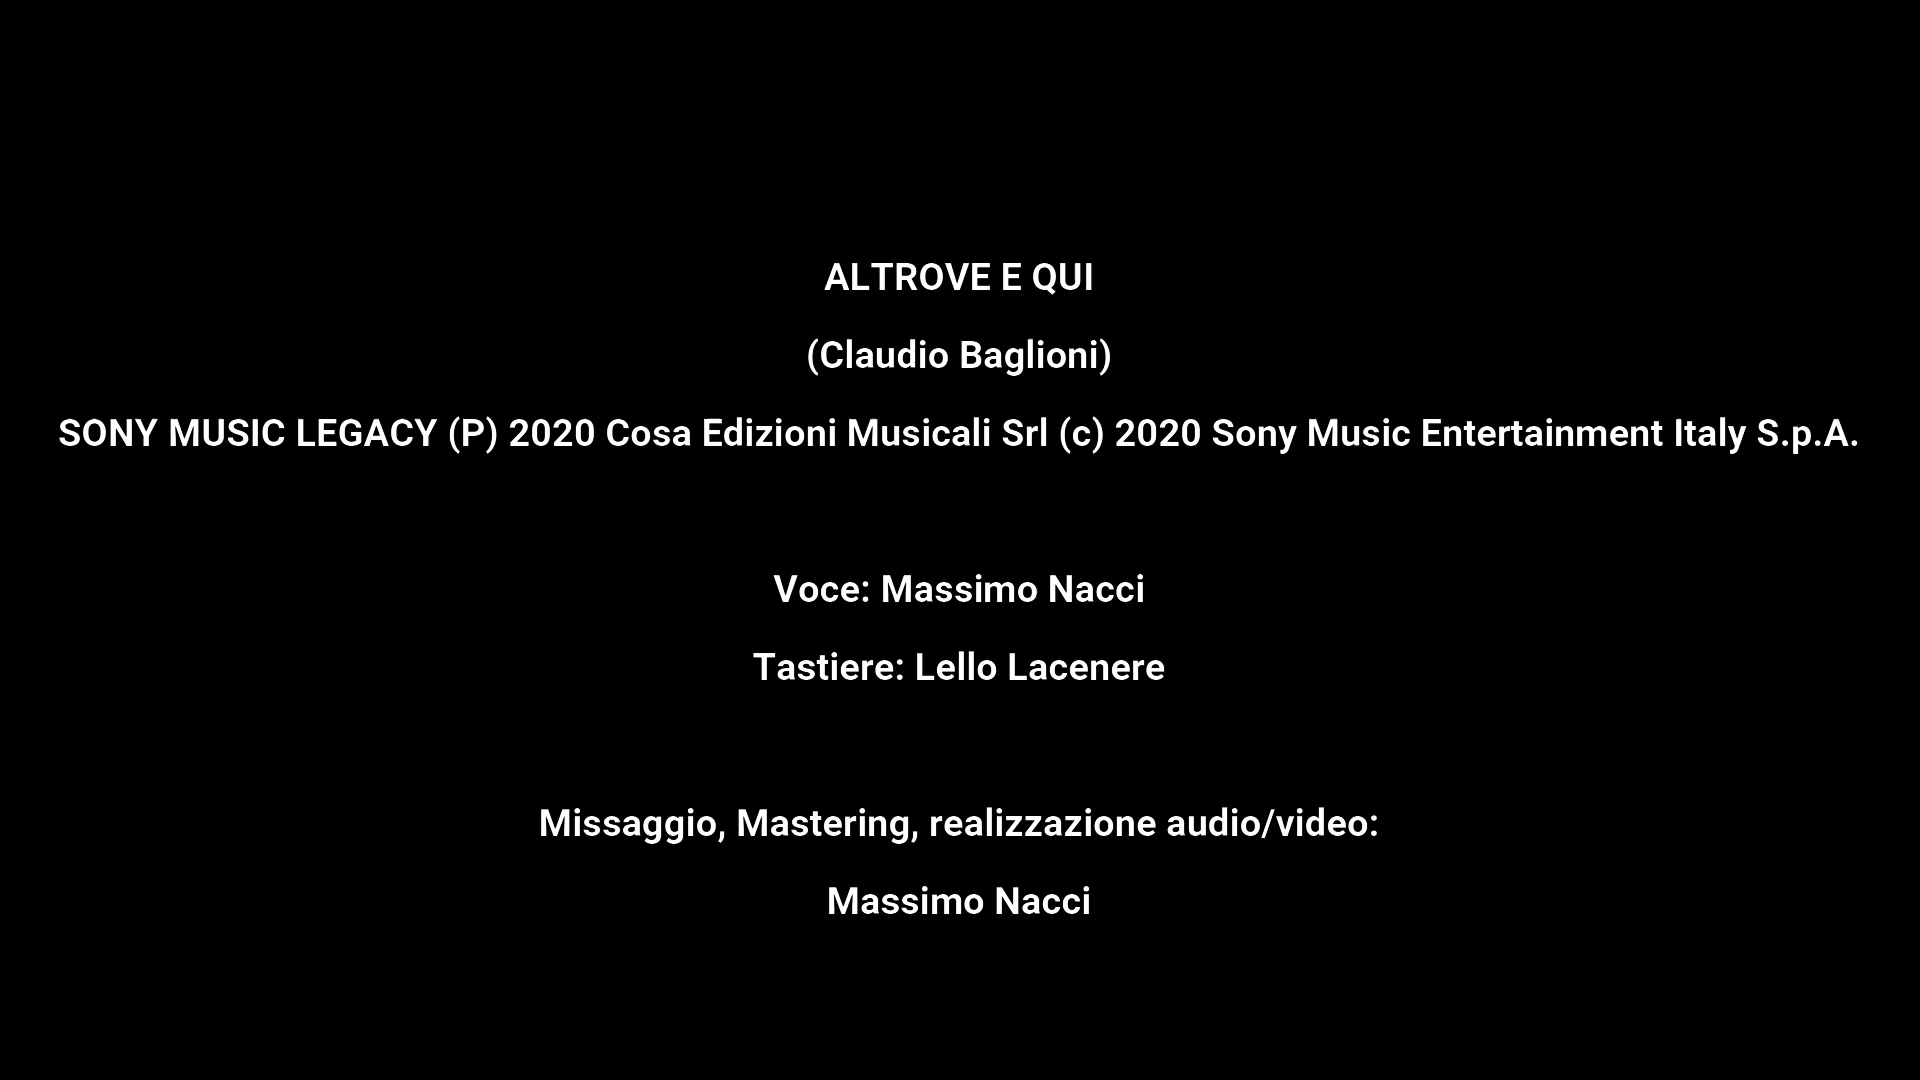 ALTROVE E QUI
(Claudio Baglioni)
SONY MUSIC LEGACY (P) 2020 Cosa Edizioni Musicali Srl (c) 2020 Sony Music Entertainment Italy S.p.A.
Voce: Massimo Nacci
Tastiere: Lello Lacenere
Missaggio, Mastering, realizzazione audio/video:
Massimo Nacci